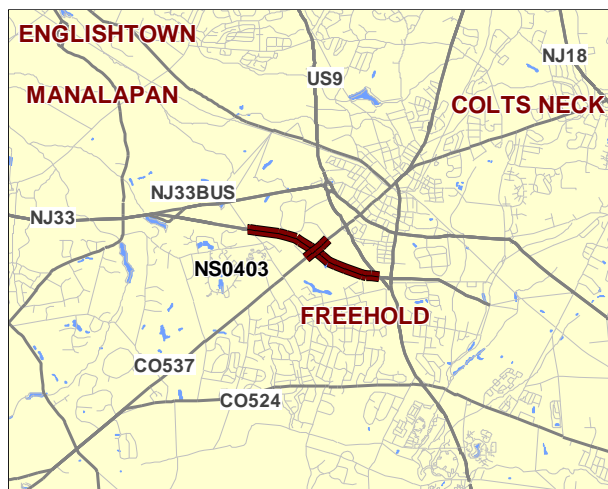 ENGLISHTOWN
NJ18
US9
MANALAPAN
COLTS NECK
NJ33BUS
NJ33
NS0403
FREEHOLD
CO537
CO524